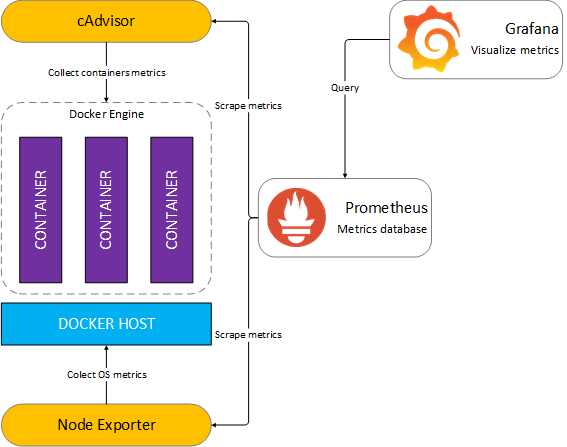 cAdvisor
Grafana
Visualize metrics
Collect containers metrics
Query
Scrape metrics
Docker Engine
CONTAINER
CONTAINER
CONTAINER
Prometheus
Metrics database
DOCKER HOST
Scrape metrics
Colect OS metrics
Node Exporter